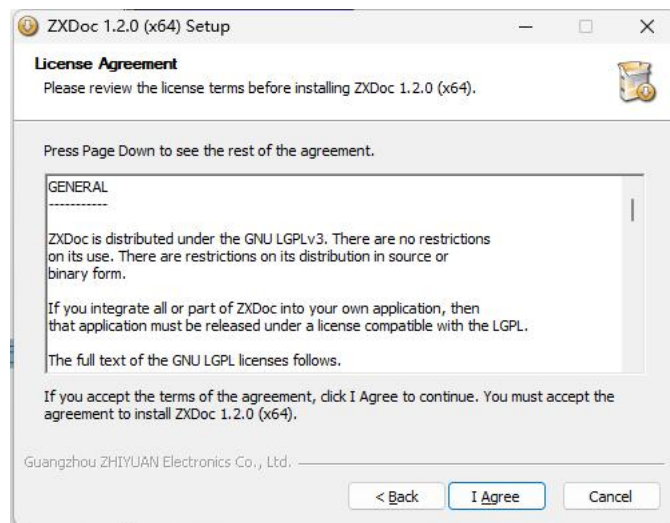 ZXDoc 1.2.0 (x64) Setup
License Agreement
Please review the license terms before installing ZXDoc 1.2.0 (x64).
Press Page Down to see the rest of the agreement.
GENERAL
-----------
ZXDoc is distributed under the GNU LGPLv3. There are no restrictions
on its use. There are restrictions on its distribution in source or
binary form.
If you integrate all or part of ZXDoc into your own application, then
that application must be released under a license compatible with the LGPL.
The full text of the GNU LGPL licenses follows.
If you accept the terms of the agreement, click I Agree to continue. You must accept the
agreement to install ZXDoc 1.2.0 (x64).
Guangzhou ZHIYUAN Electronics Co., Ltd.
< Back I Agree Cancel